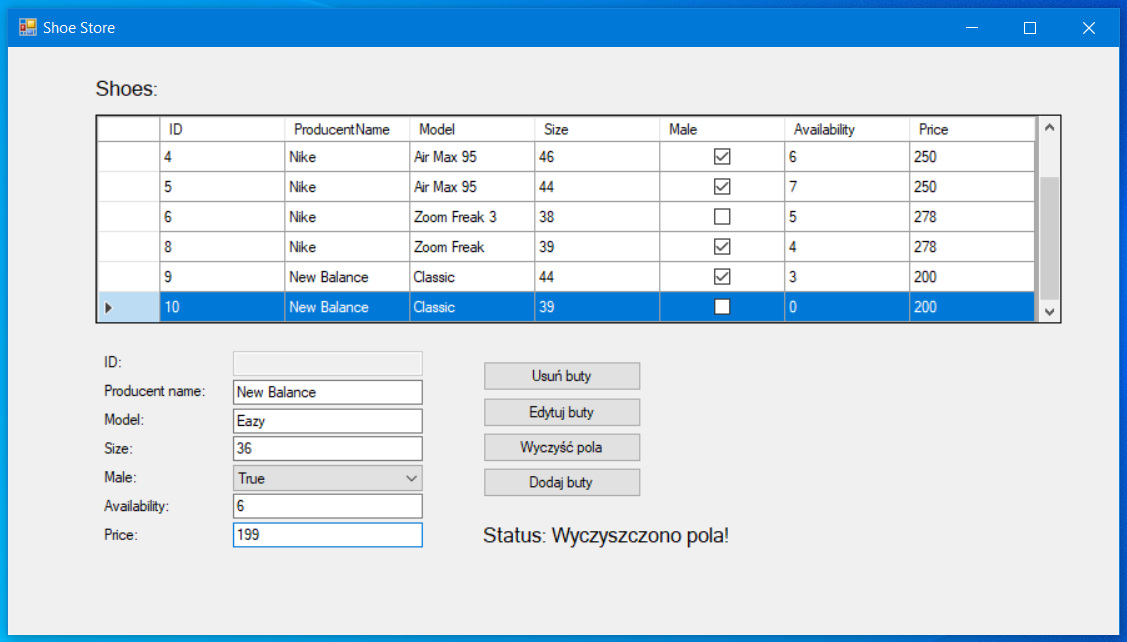 Shoe Store
Shoes:
ID ProducentName Model Size Male Availability Price
4 Nike Air Max 95 46 6 250
5 Nike Air Max 95 44 7 250
6 Nike Zoom Freak 3 38 5 278
8 Nike Zoom Freak 39 4 278
9 New Balance Classic 44 3 200
10 New Balance Classic 39 0 200
ID:
Producent name: New Balance
Model: Eazy
Size: 36
Male: True
Availability: 6
Price: 199
Usuń buty
Edytuj buty
Wyczyść pola
Dodaj buty
Status: Wyczyszczono pola!